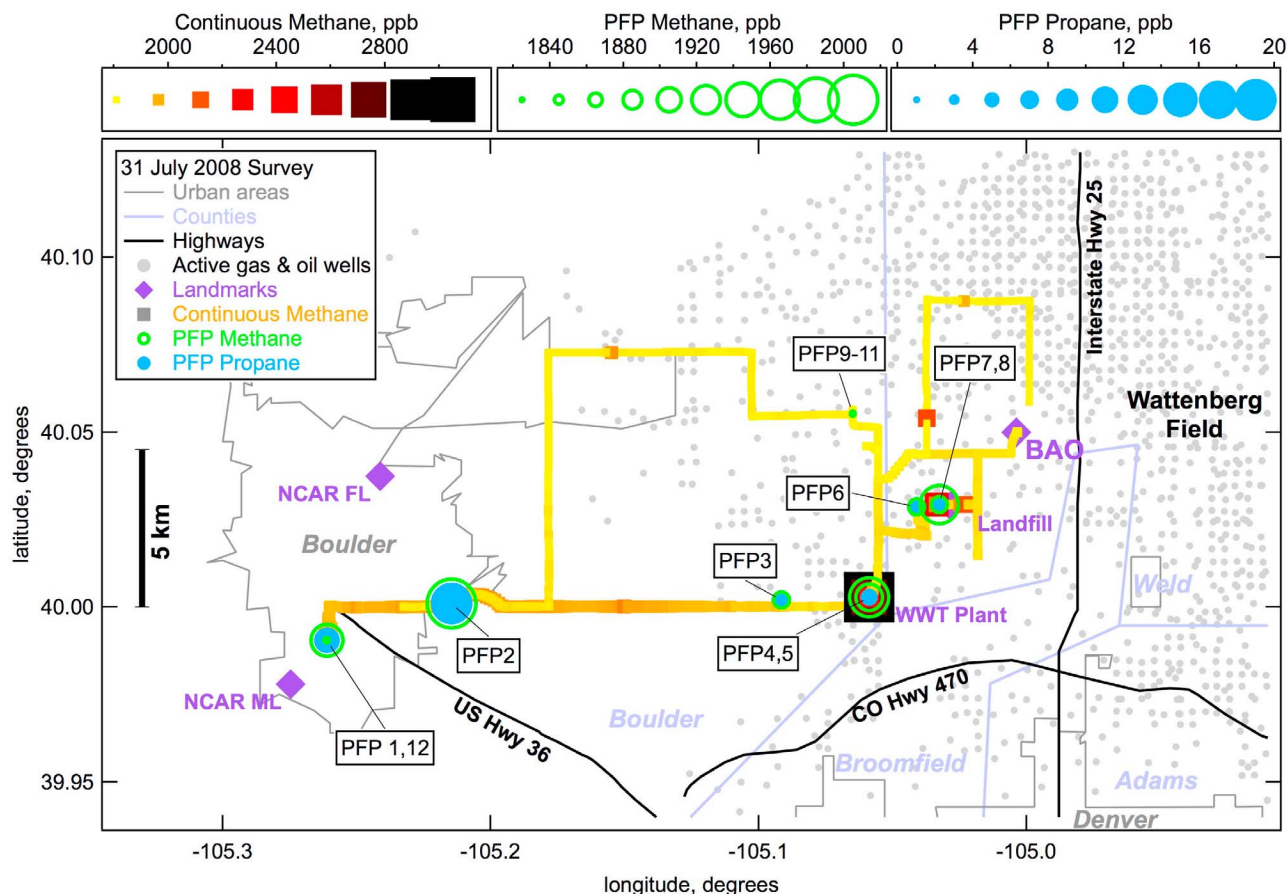 Continuous Methane, ppb
2000 2400 2800
PFP Methane, ppb
1840 1880 1920 1960 2000
PFP Propane, ppb
0 4 8 12 16 20
31 July 2008 Survey
Urban areas
Counties
Highways
Active gas & oil wells
Landmarks
Continuous Methane
PFP Methane
PFP Propane
40.10
40.05
40.00
39.95
latitude, degrees
5 km
Interstate Hwy 25
PFP9-11
PFP7,8
Wattenberg
Field
BAO
NCAR FL
PFP6
Landfill
Boulder
PFP3
Weld
WWT Plant
PFP4,5
PFP2
NCAR ML
CO Hwy 470
US Hwy 36
Boulder
PFP 1,12
Broomfield
Adams
Denver
-105.3 -105.2 -105.1 -105.0
longitude, degrees